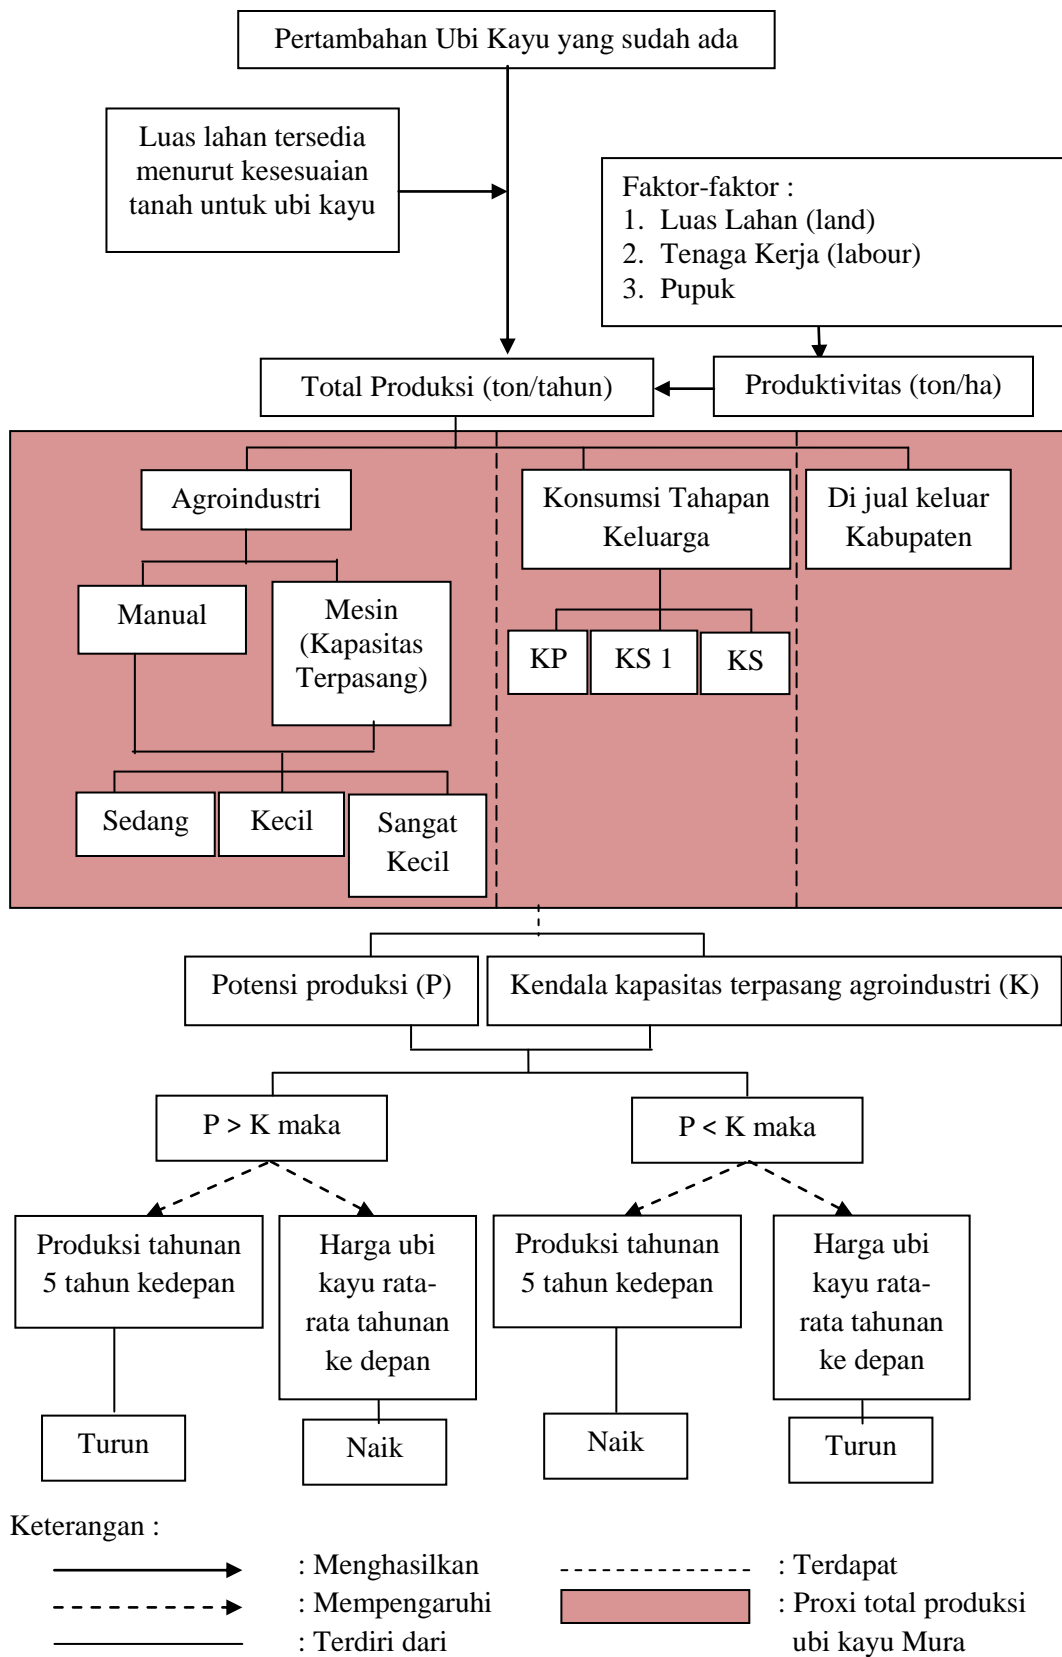 Pertambahan Ubi Kayu yang sudah ada
Luas lahan tersedia
menurut kesesuaian
tanah untuk ubi kayu
Faktor-faktor :
1. Luas Lahan (land)
2. Tenaga Kerja (labour)
3. Pupuk
Total Produksi (ton/tahun)
Produktivitas (ton/ha)
Agroindustri
Konsumsi Tahapan
Keluarga
Di jual keluar
Kabupaten
Manual
Mesin
(Kapasitas
Terpasang)
KP
KS 1
KS
Sedang
Kecil
Sangat
Kecil
Potensi produksi (P)
Kendala kapasitas terpasang agroindustri (K)
P > K maka
P < K maka
Produksi tahunan
5 tahun kedepan
Harga ubi
kayu rata-
rata tahunan
ke depan
Produksi tahunan
5 tahun kedepan
Harga ubi
kayu rata-
rata tahunan
ke depan
Turun
Naik
Naik
Turun
Keterangan :
: Menghasilkan
: Mempengaruhi
: Terdiri dari
: Terdapat
: Proxi total produksi
ubi kayu Mura